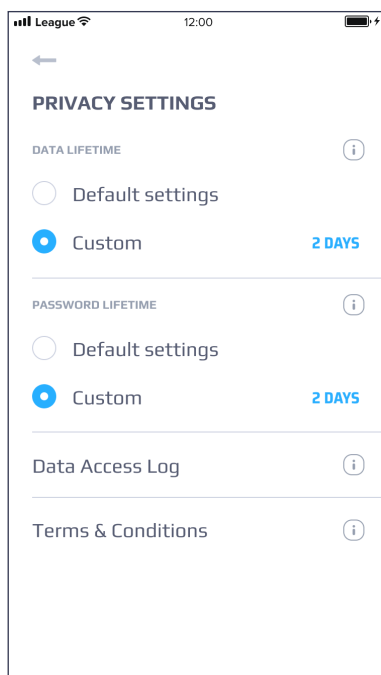 League 12:00
PRIVACY SETTINGS
DATA LIFETIME i
Default settings
Custom 2 DAYS
PASSWORD LIFETIME i
Default settings
Custom 2 DAYS
Data Access Log i
Terms & Conditions i